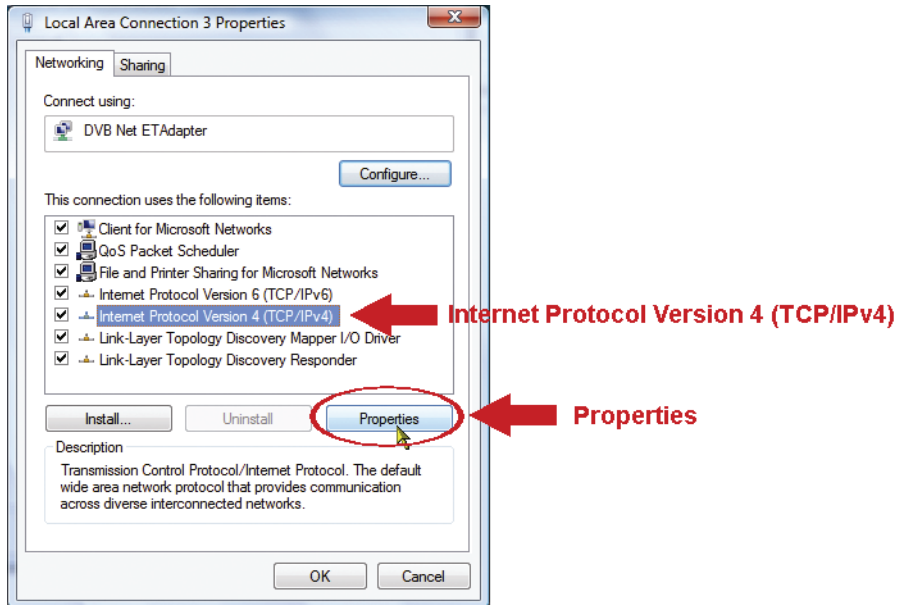 Local Area Connection 3 Properties
Networking
Sharing
Connect using:
DVB Net ETAdapter
Configure...
This connection uses the following items:
Client for Microsoft Networks
QoS Packet Scheduler
File and Printer Sharing for Microsoft Networks
Internet Protocol Version 6 (TCP/IPv6)
Internet Protocol Version 4 (TCP/IPv4)
Internet Protocol Version 4 (TCP/IPv4)
Link-Layer Topology Discovery Mapper I/O Driver
Link-Layer Topology Discovery Responder
Install...
Uninstall
Properties
Properties
Description
Transmission Control Protocol/Internet Protocol. The default
wide area network protocol that provides communication
across diverse interconnected networks.
OK
Cancel